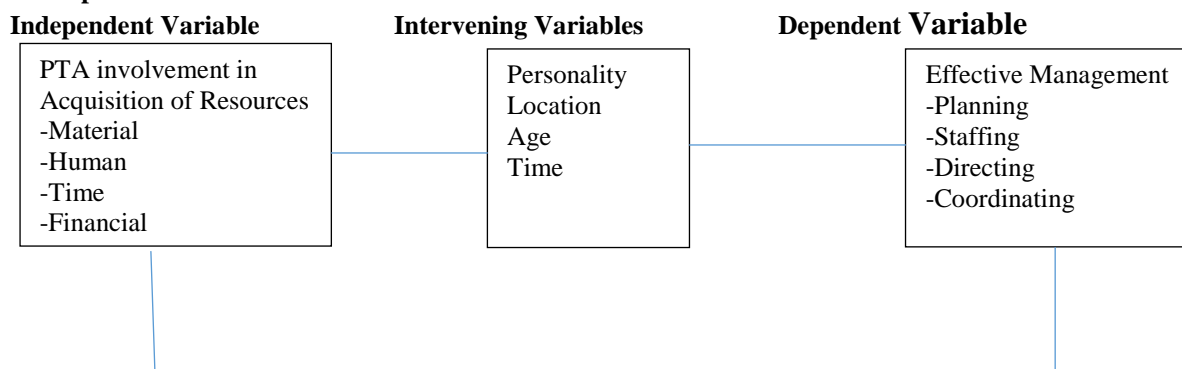 Independent Variable
Intervening Variables
Dependent Variable
PTA involvement in
Acquisition of Resources
-Material
-Human
-Time
-Financial
Personality
Location
Age
Time
Effective Management
-Planning
-Staffing
-Directing
-Coordinating